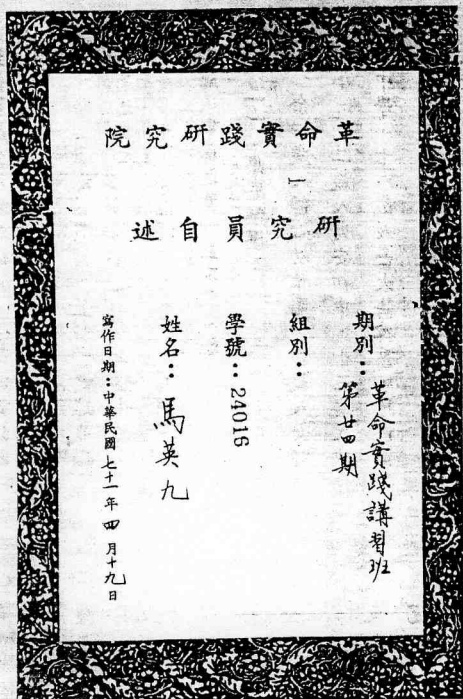 革命實踐研究院
研究員自述
期別：革命實踐講習班
第廿四期
組別：
學號：24016
姓名：馬英九
寫作日期：中華民國七十一年四月十九日